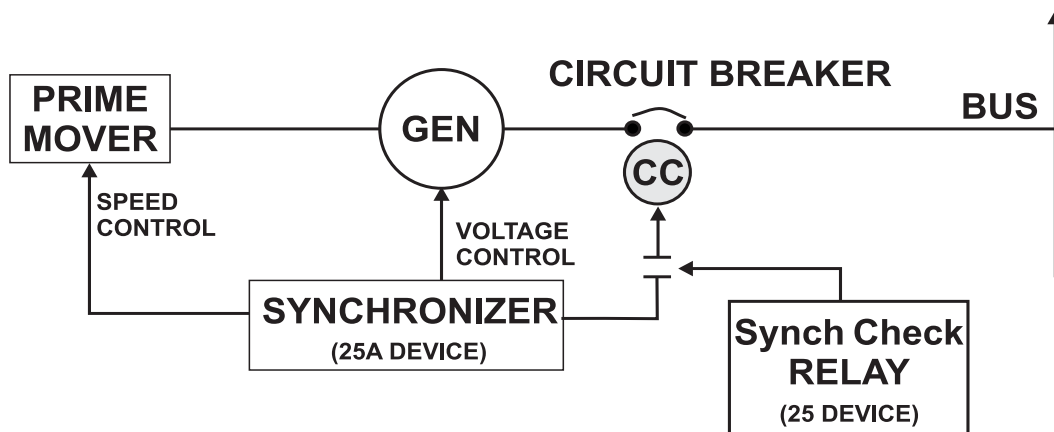 PRIME
MOVER
GEN
CIRCUIT BREAKER
BUS
CC
SPEED
CONTROL
VOLTAGE
CONTROL
SYNCHRONIZER
(25A DEVICE)
Synch Check
RELAY
(25 DEVICE)